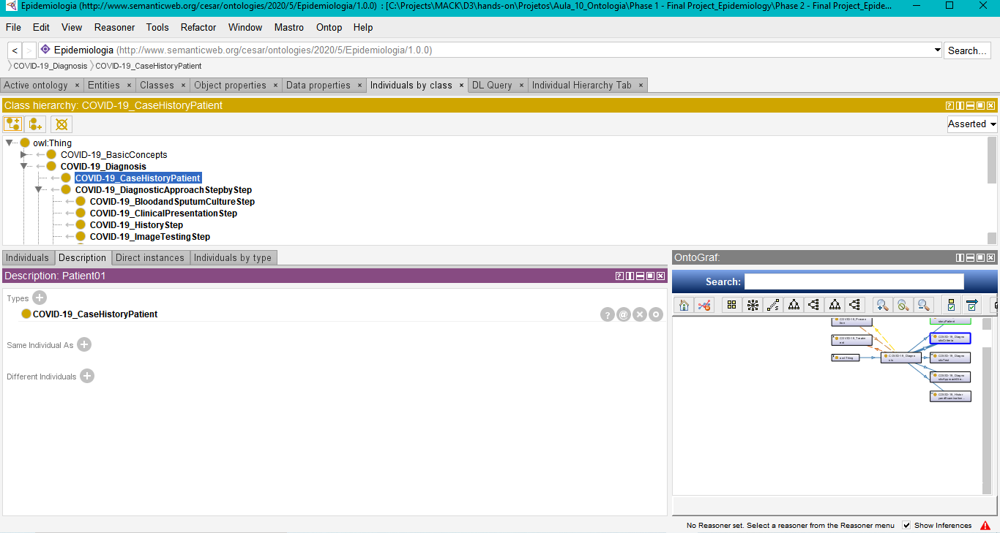 Epidemiologia (http://www.semanticweb.org/cesar/ontologies/2020/5/Epidemiologia/1.0.0) : [C:\Projects\MACK\D3\hands-on\Projetos\Aula_10_Ontologia\Phase 1 - Final Project_Epidemiology\Phase 2 - Final Project_Epide...
File Edit View Reasoner Tools Refactor Window Mastro Ontop Help
< > Epidemiologia (http://www.semanticweb.org/cesar/ontologies/2020/5/Epidemiologia/1.0.0) Search...
COVID-19_Diagnosis COVID-19_CaseHistoryPatient
Active ontology × Entities × Classes × Object properties × Data properties × Individuals by class × DL Query × Individual Hierarchy Tab ×
Class hierarchy: COVID-19_CaseHistoryPatient
Asserted
owl:Thing
COVID-19_BasicConcepts
COVID-19_Diagnosis
COVID-19_CaseHistoryPatient
COVID-19_DiagnosticApproachStepbyStep
COVID-19_BloodandSputumCultureStep
COVID-19_ClinicalPresentationStep
COVID-19_HistoryStep
COVID-19_ImageTestingStep
Individuals Description Direct instances Individuals by type
Description: Patient01
Types
COVID-19_CaseHistoryPatient
Same Individual As
Different Individuals
OntoGraf:
Search:
storyPatient
COVID-19_Diagno
sticCriteria
COVID-19_Treatm
ent
owl:Thing
COVID-19_Diagno
sis
COVID-19_Diagno
sticTest
COVID-19_Diagno
COVID-19_Histor
yandExamination...
No Reasoner set. Select a reasoner from the Reasoner menu Show Inferences